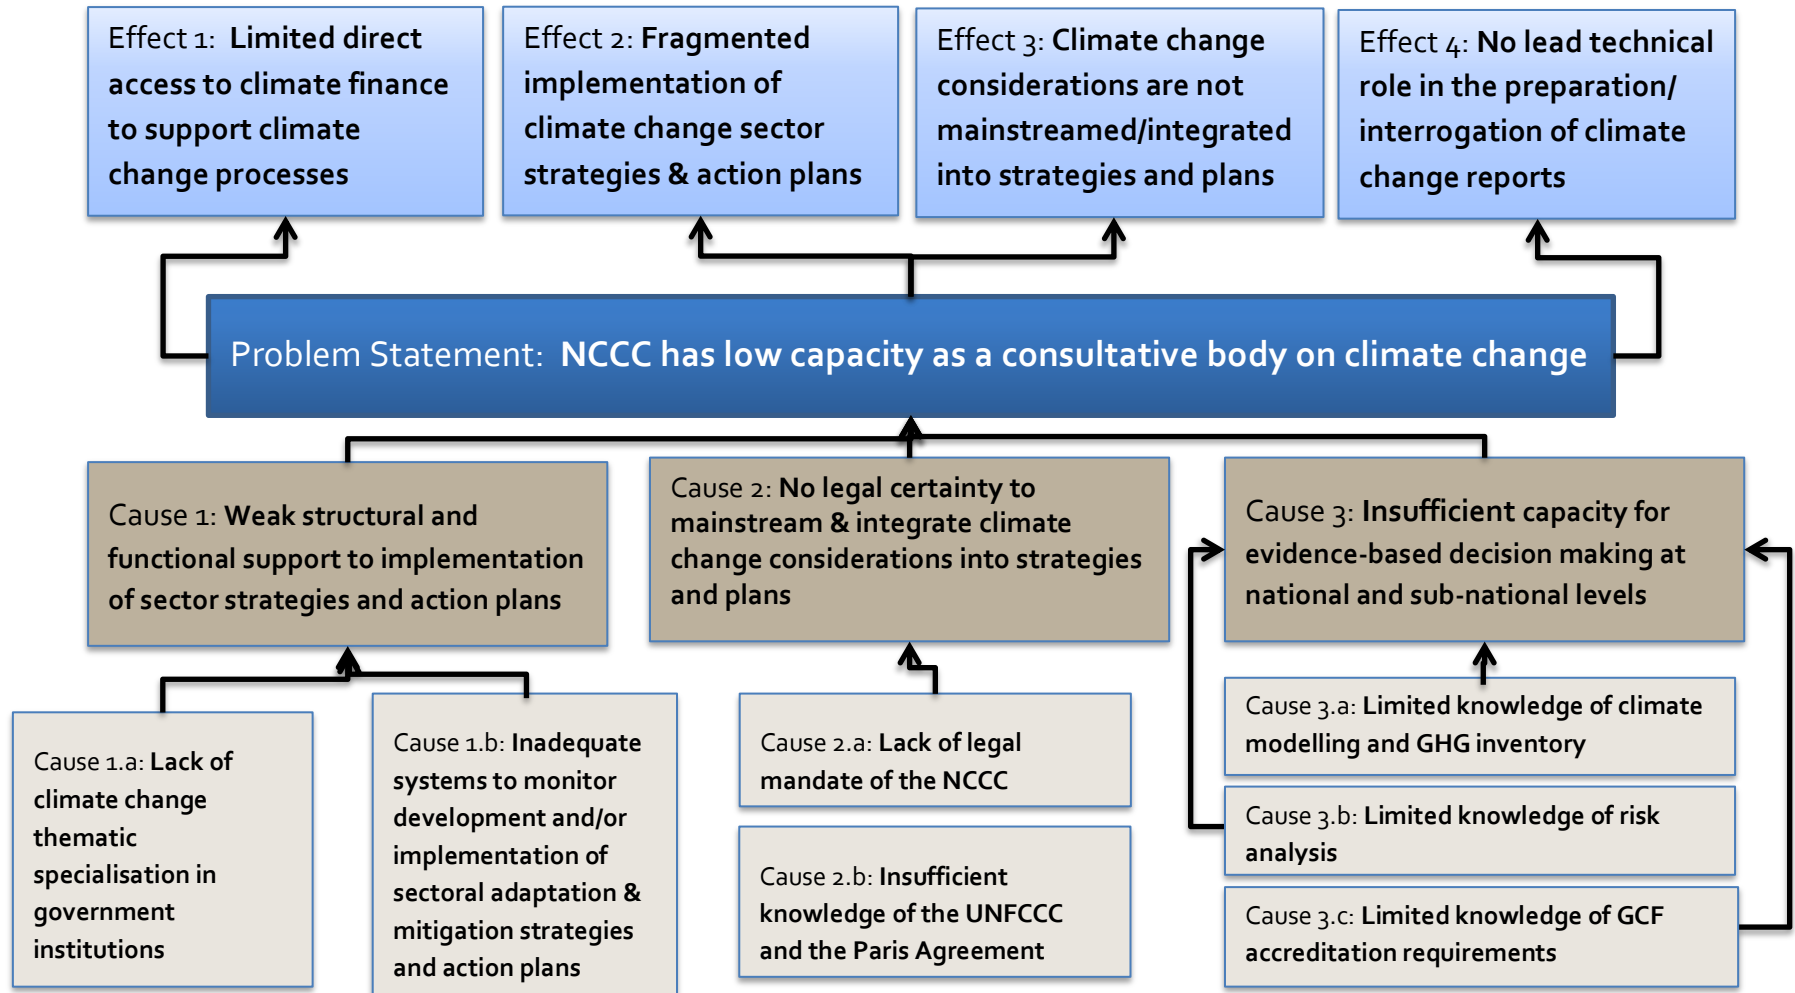 Effect 1: Limited direct
access to climate finance
to support climate
change processes
Effect 2: Fragmented
implementation of
climate change sector
strategies & action plans
Effect 3: Climate change
considerations are not
mainstreamed/integrated
into strategies and plans
Effect 4: No lead technical
role in the preparation/
interrogation of climate
change reports
Problem Statement: NCCC has low capacity as a consultative body on climate change
Cause 1: Weak structural and
functional support to implementation
of sector strategies and action plans
Cause 2: No legal certainty to
mainstream & integrate climate
change considerations into strategies
and plans
Cause 3: Insufficient capacity for
evidence-based decision making at
national and sub-national levels
Cause 1.a: Lack of
climate change
thematic
specialisation in
government
institutions
Cause 1.b: Inadequate
systems to monitor
development and/or
implementation of
sectoral adaptation &
mitigation strategies
and action plans
Cause 2.a: Lack of legal
mandate of the NCCC
Cause 2.b: Insufficient
knowledge of the UNFCCC
and the Paris Agreement
Cause 3.a: Limited knowledge of climate
modelling and GHG inventory
Cause 3.b: Limited knowledge of risk
analysis
Cause 3.c: Limited knowledge of GCF
accreditation requirements